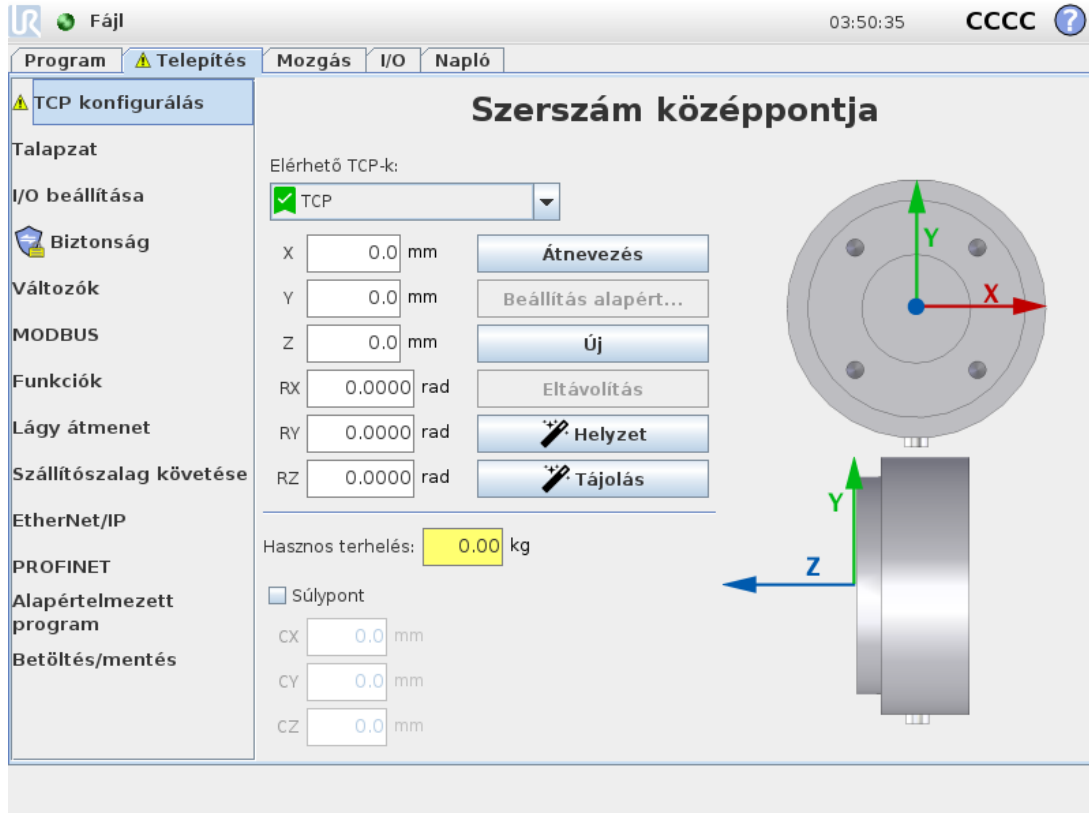 UR Fájl 03:50:35 CCCC ?
Program Telepítés Mozgás I/O Napló
TCP konfigurálás
Talapzat
I/O beállítása
Biztonság
Változók
MODBUS
Funkciók
Lágy átmenet
Szállítószalag követése
EtherNet/IP
PROFINET
Alapértelmezett
program
Betöltés/mentés
Szerszám középpontja
Elérhető TCP-k:
TCP
X 0.0 mm Átnevezés
Y 0.0 mm Beállítás alapért...
Z 0.0 mm Új
RX 0.0000 rad Eltávolítás
RY 0.0000 rad Helyzet
RZ 0.0000 rad Tájolás
Hasznos terhelés: 0.00 kg
Súlypont
CX 0.0 mm
CY 0.0 mm
CZ 0.0 mm
Y
X
Y
Z